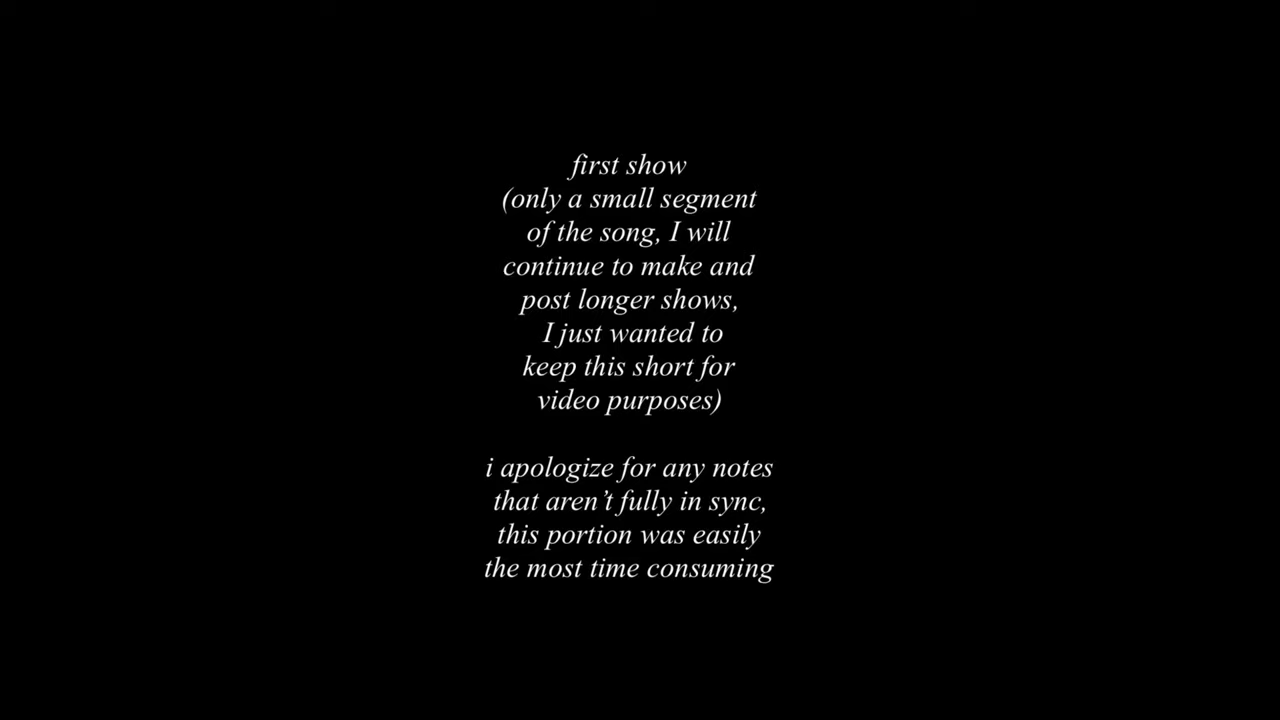 first show
(only a small segment
of the song, I will
continue to make and
post longer shows,
I just wanted to
keep this short for
video purposes)
i apologize for any notes
that aren’t fully in sync,
this portion was easily
the most time consuming